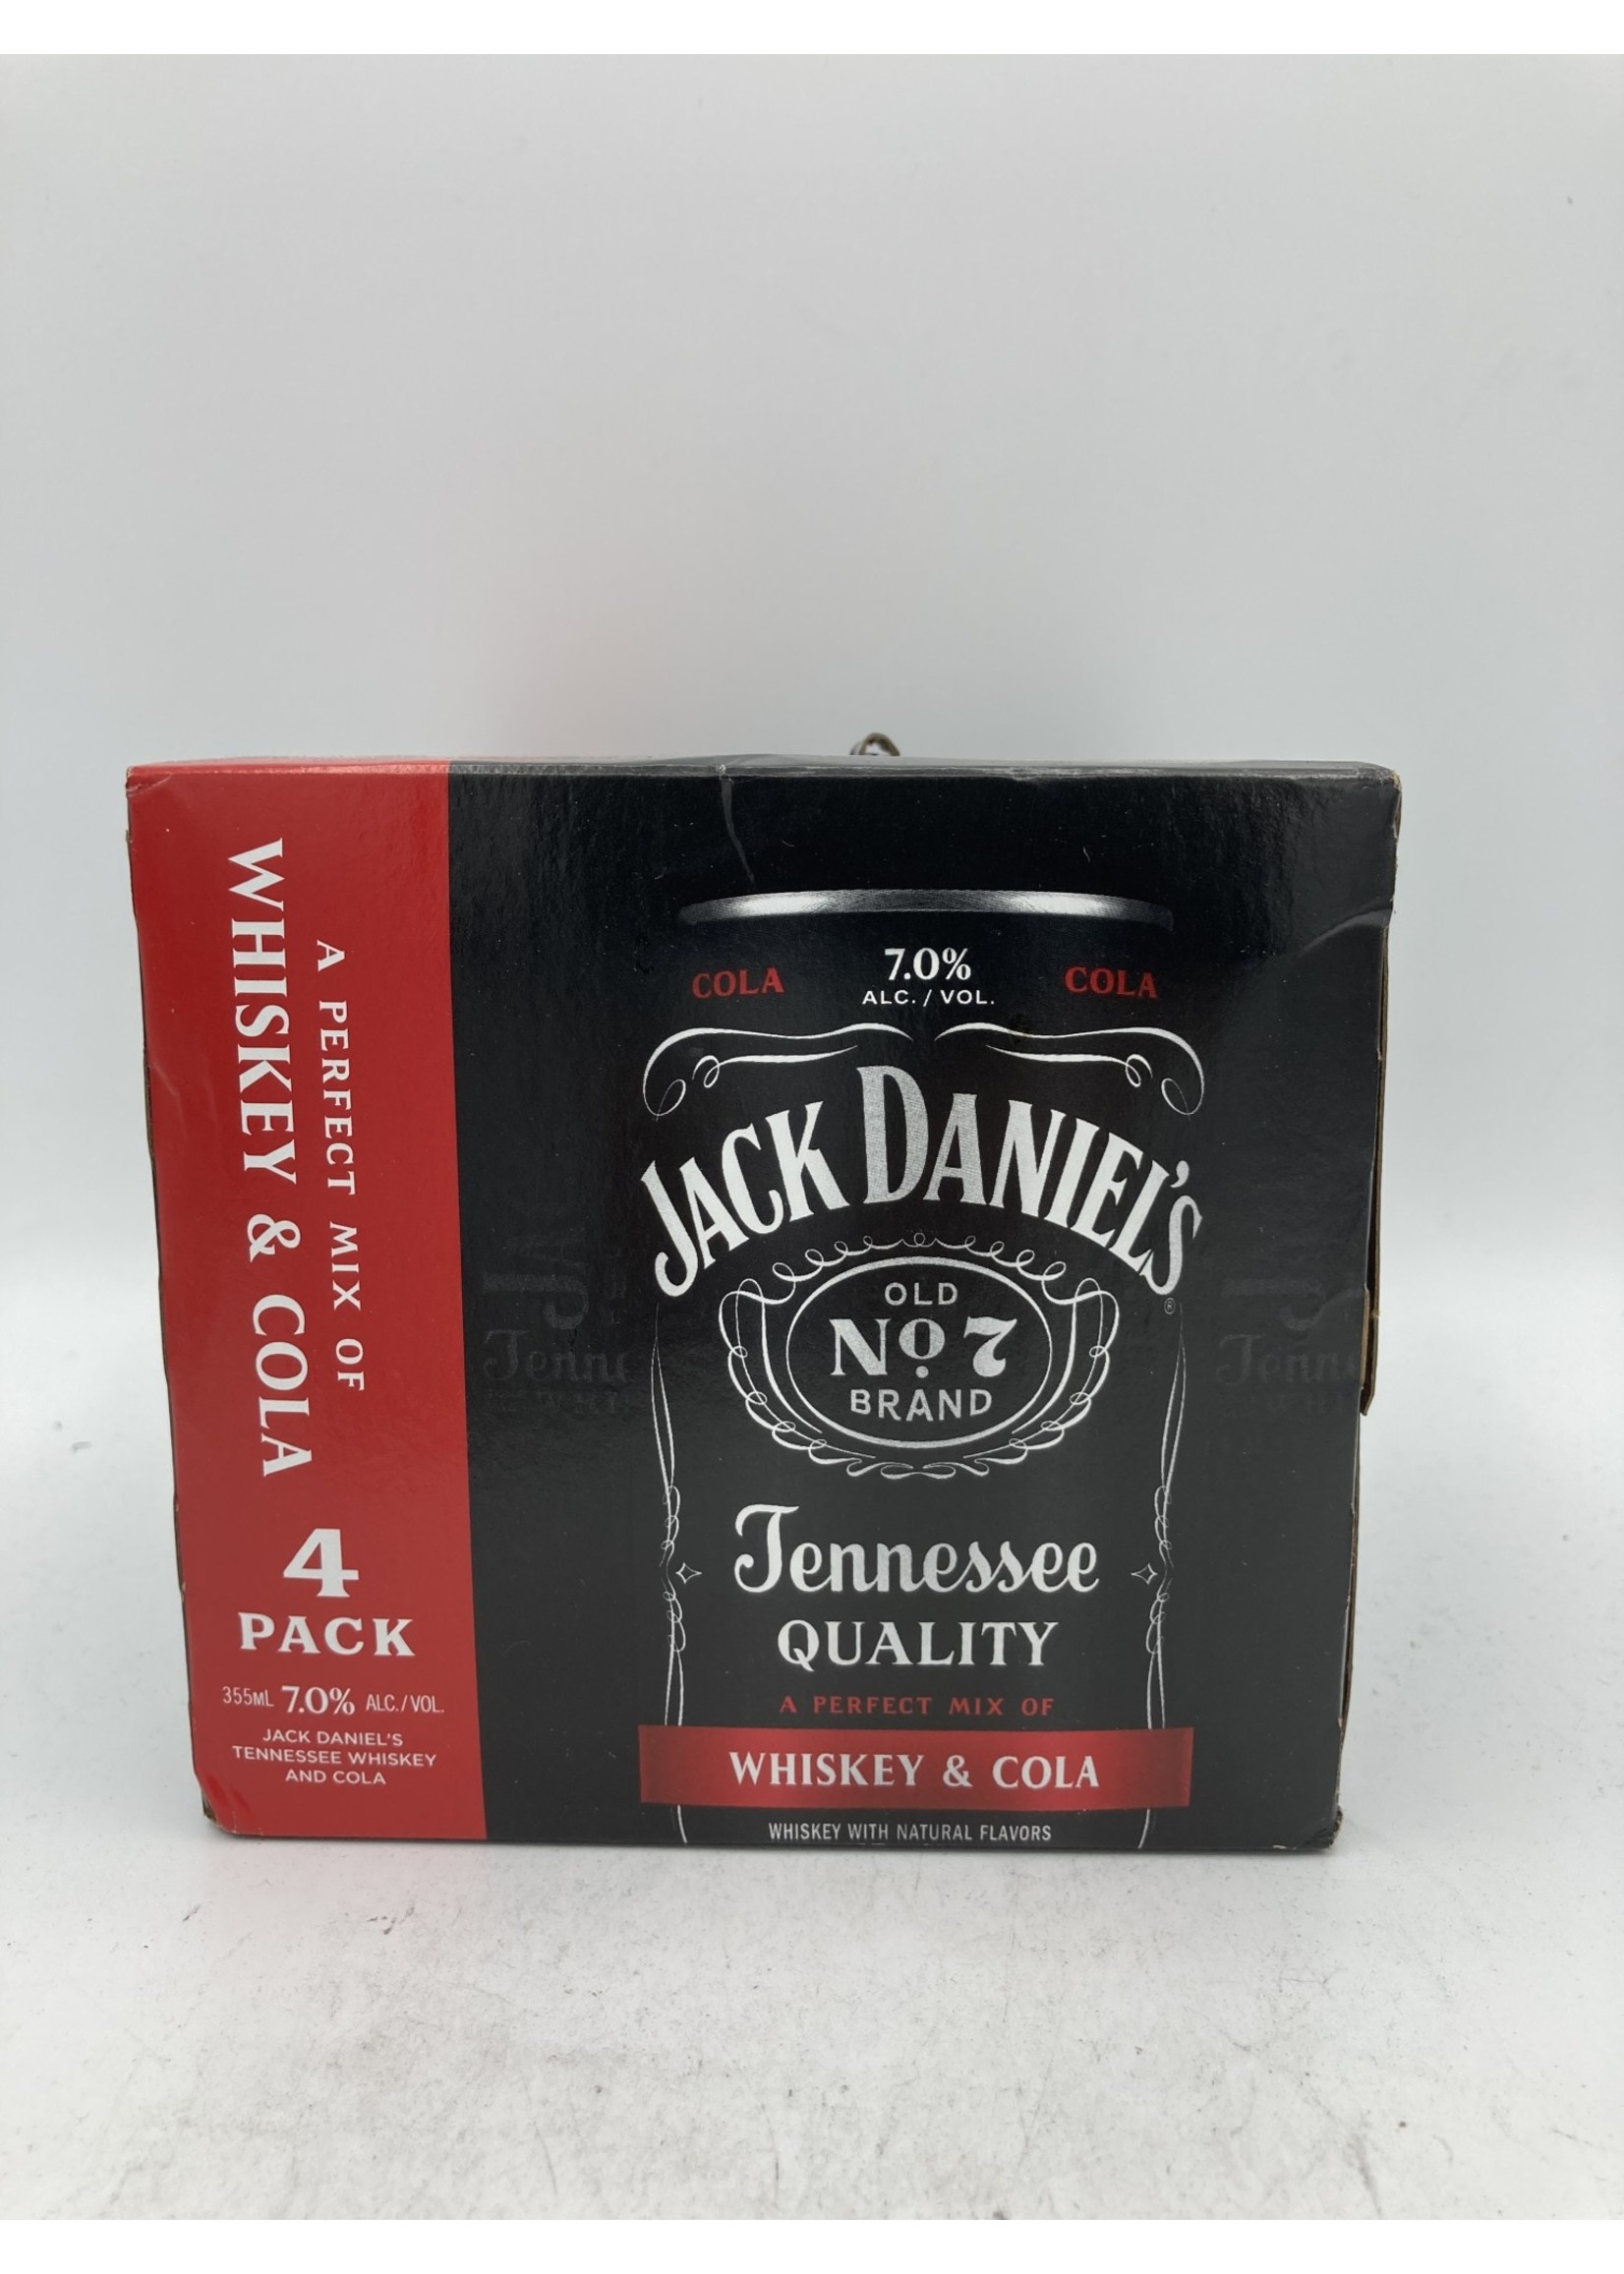 A PERFECT MIX OF
WHISKEY & COLA
4
PACK
355ML 7.0% ALC./VOL.
JACK DANIEL'S
TENNESSEE WHISKEY
AND COLA
COLA 7.0% COLA
ALC. / VOL.
JACK DANIEL'S®
OLD
Nº 7
BRAND
Tennessee
QUALITY
A PERFECT MIX OF
WHISKEY & COLA
WHISKEY WITH NATURAL FLAVORS